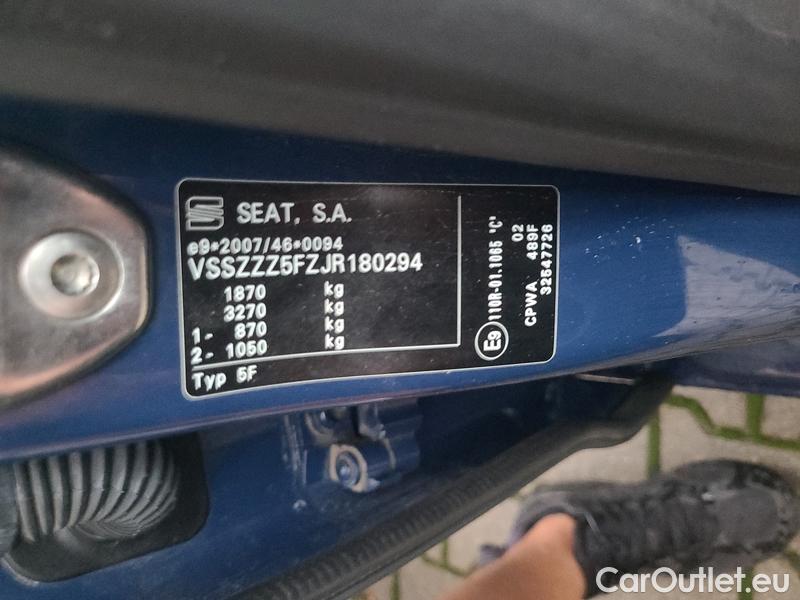 SEAT, S.A.
e9*2007/46*0094
VSSZZZ5FZJR180294
1870 kg
3270 kg
1- 870 kg
2- 1050 kg
Typ 5F
E9
110R-01.1065 "C"
02
CPWA 489F
32547726
CarOutlet.eu